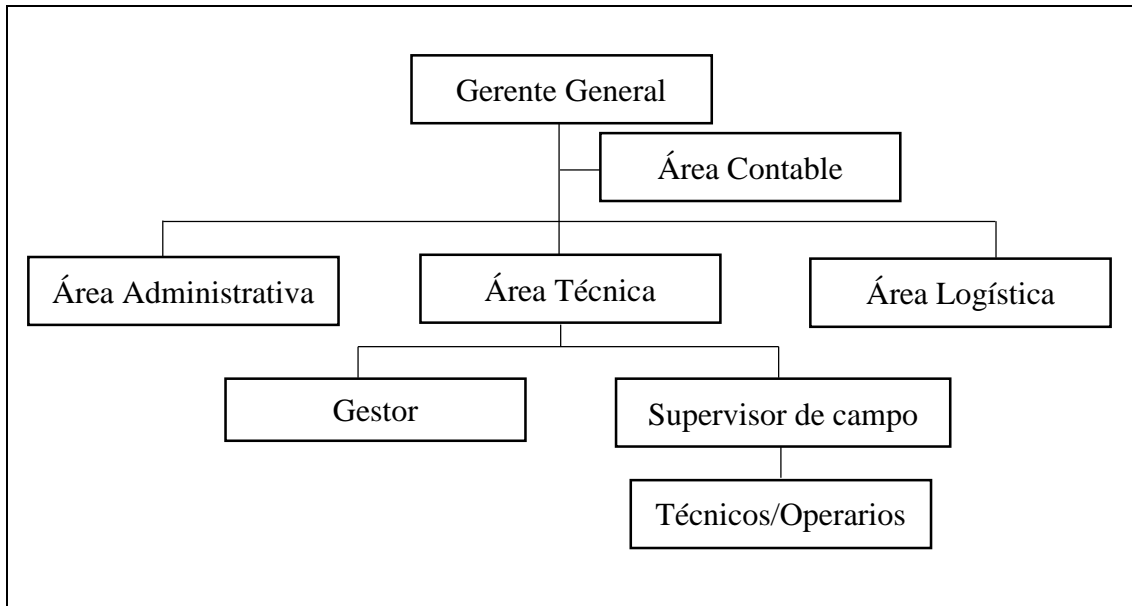 Gerente General
Área Contable
Área Administrativa
Área Técnica
Área Logística
Gestor
Supervisor de campo
Técnicos/Operarios